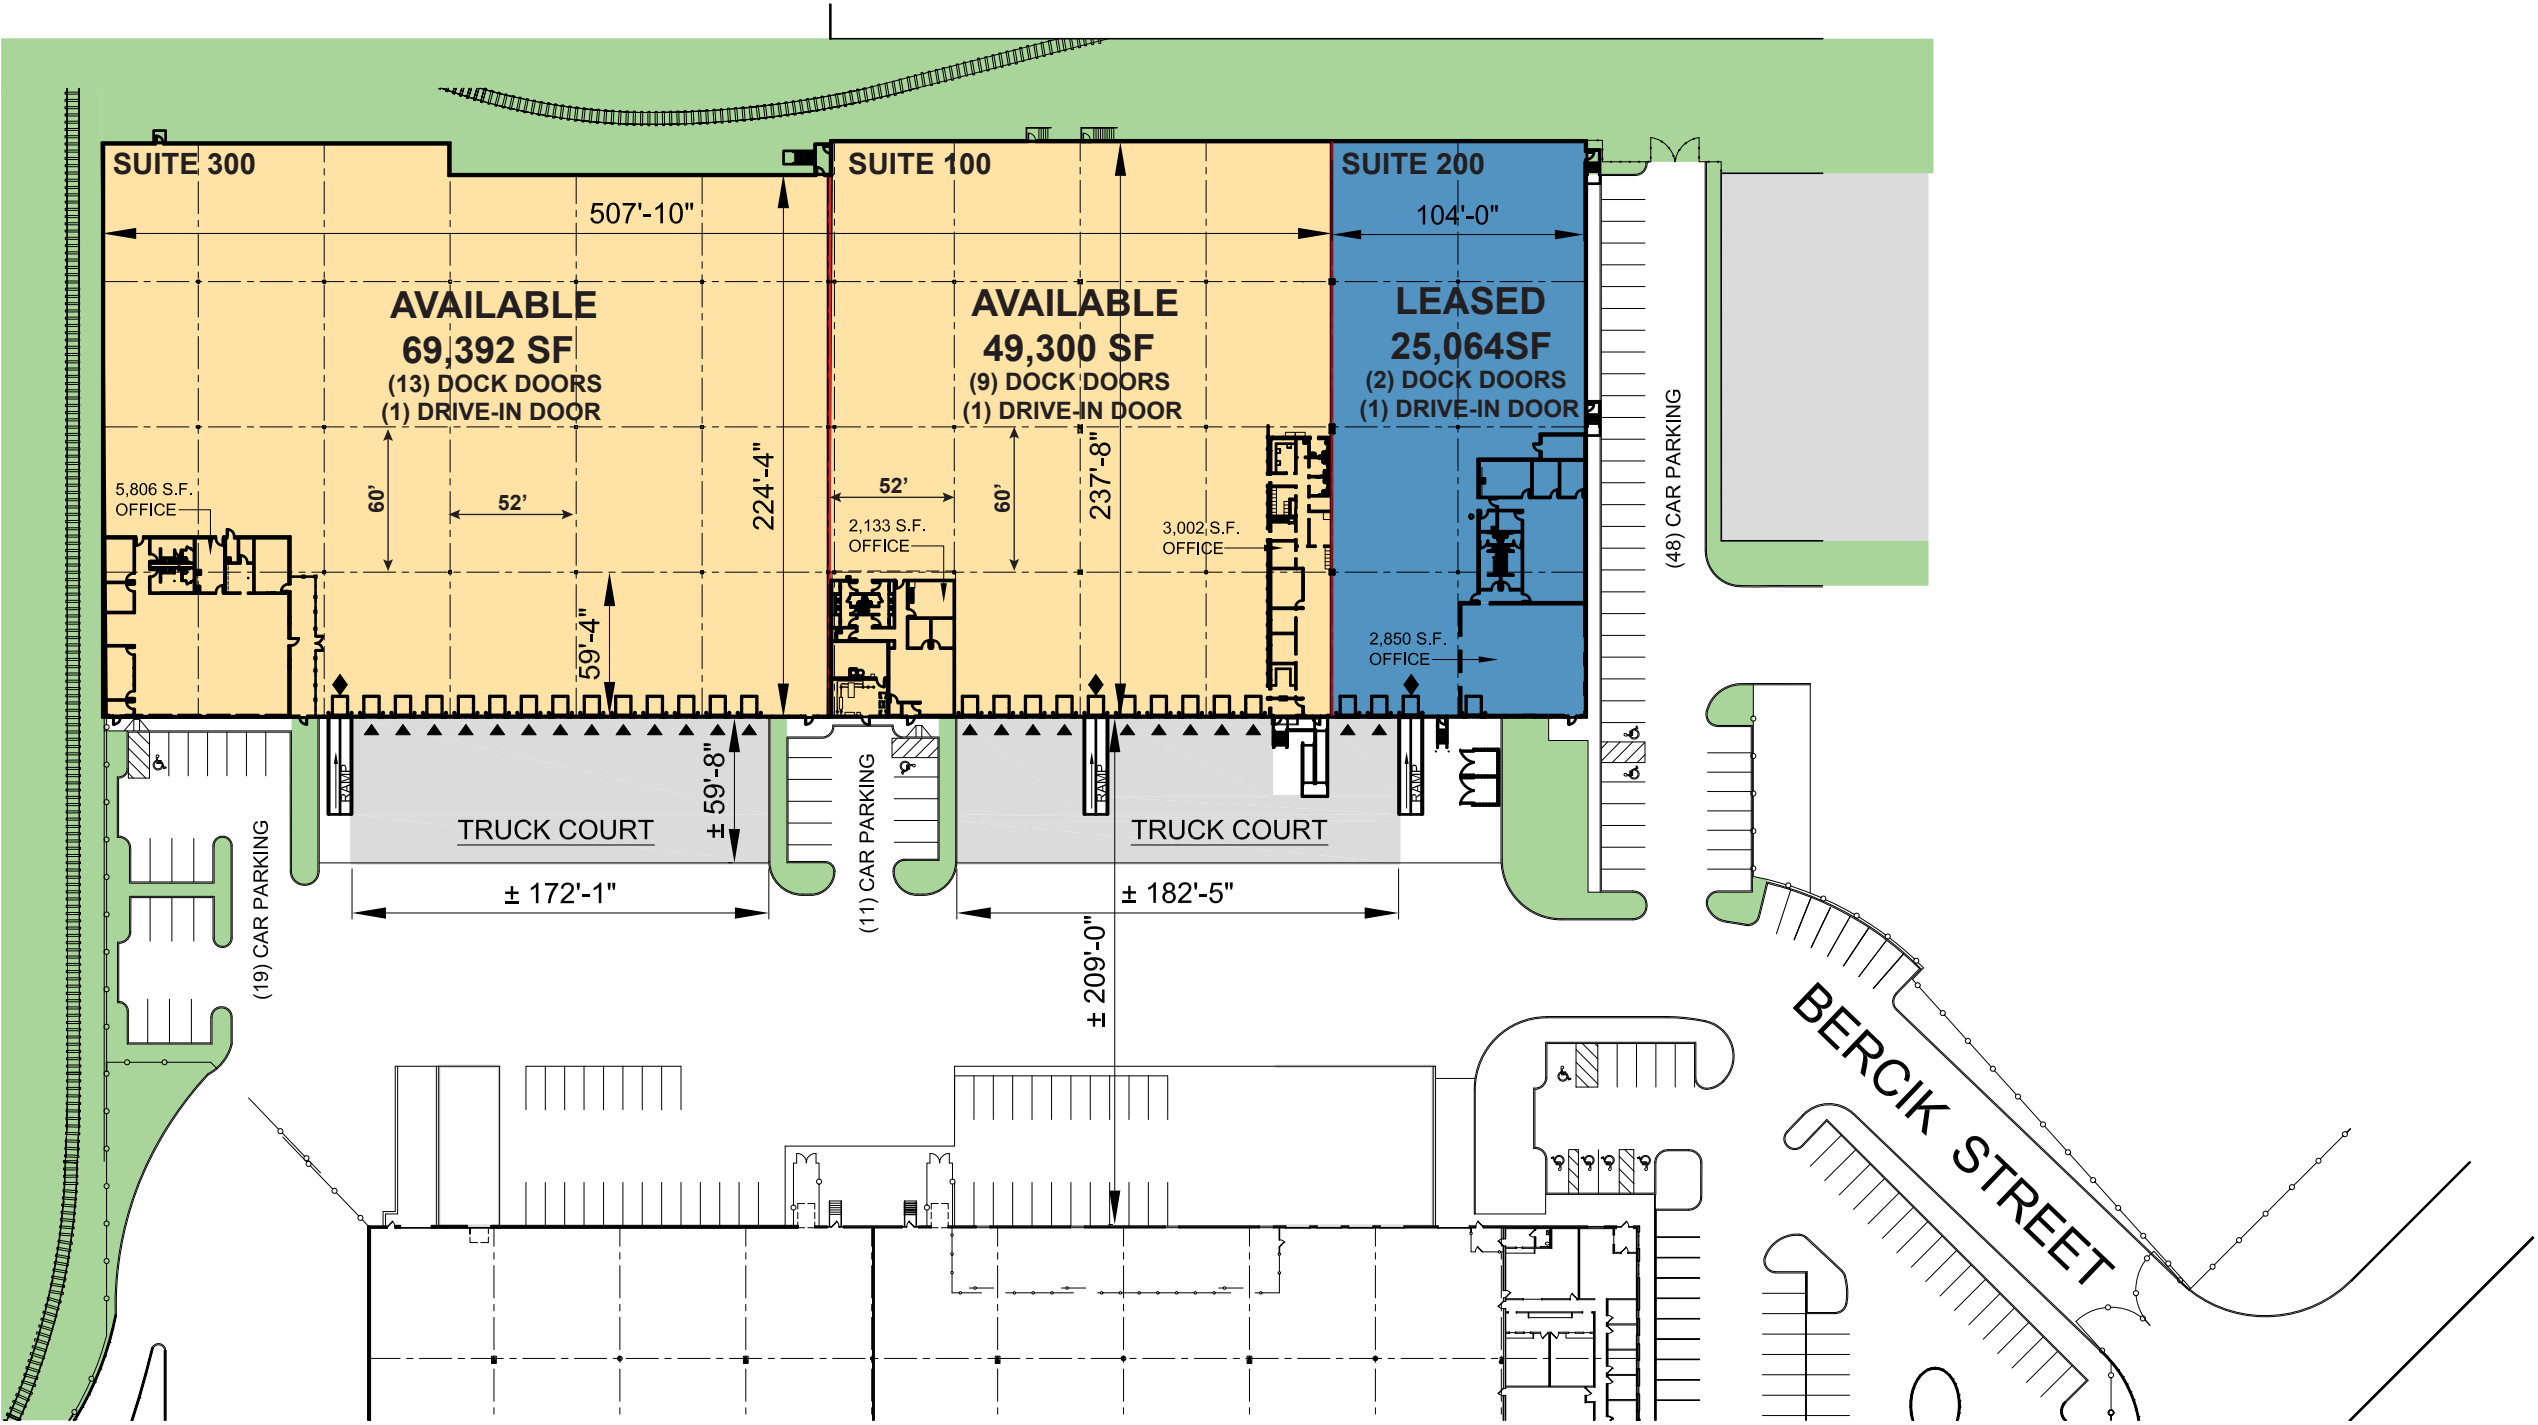 SUITE 300
SUITE 100
SUITE 200
507'-10"
104'-0"
AVAILABLE
69,392 SF
(13) DOCK DOORS
(1) DRIVE-IN DOOR
AVAILABLE
49,300 SF
(9) DOCK DOORS
(1) DRIVE-IN DOOR
LEASED
25,064SF
(2) DOCK DOORS
(1) DRIVE-IN DOOR
5,806 S.F.
OFFICE
60'
52'
224'-4"
59'-4"
52'
2,133 S.F.
OFFICE
60'
237'-8"
3,002 S.F.
OFFICE
2,850 S.F.
OFFICE
(48) CAR PARKING
RAMP
TRUCK COURT
± 59'-8"
± 172'-1"
(19) CAR PARKING
(11) CAR PARKING
RAMP
TRUCK COURT
RAMP
± 182'-5"
± 209'-0"
BERCIK STREET